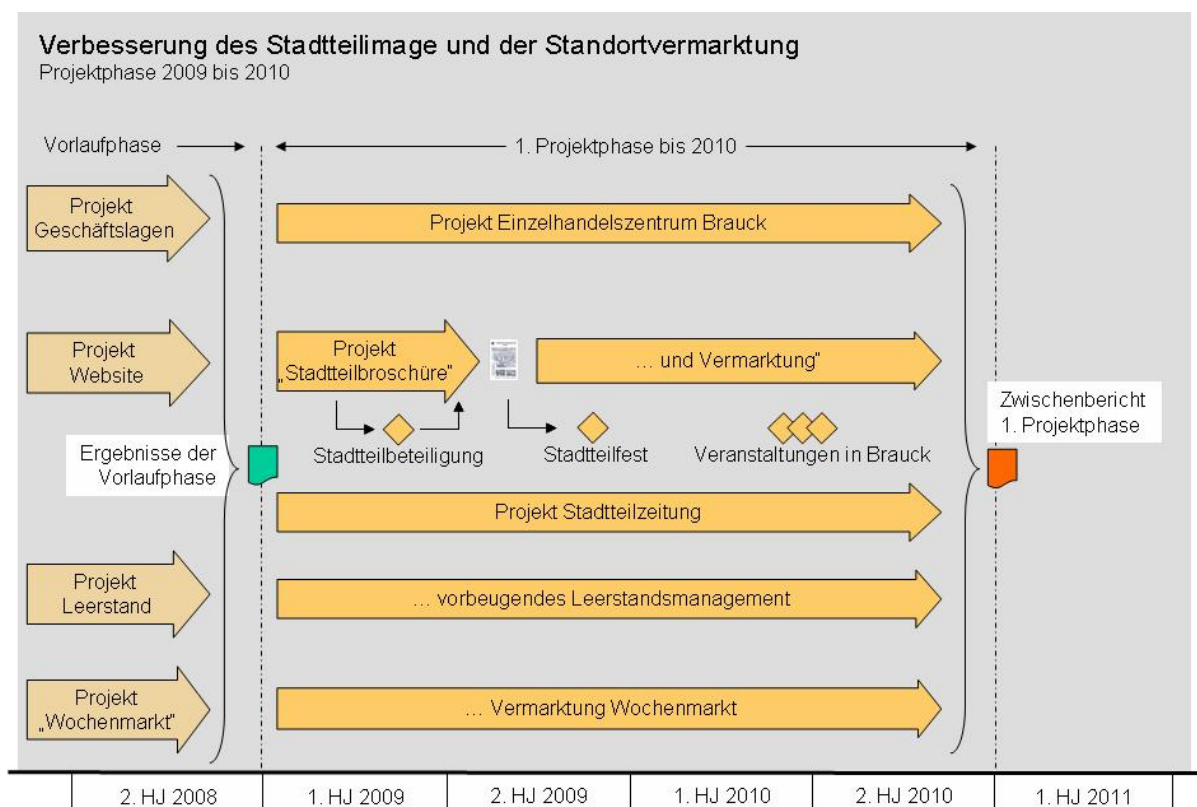 Verbesserung des Stadtteilimage und der Standortvermarktung
Projektphase 2009 bis 2010
Vorlaufphase
1. Projektphase bis 2010
Projekt
Geschäftslagen
Projekt Einzelhandelszentrum Brauck
Projekt
Website
Projekt
„Stadtteilbroschüre“
... und Vermarktung“
Stadtteilbeteiligung
Stadtteilfest
Veranstaltungen in Brauck
Ergebnisse der
Vorlaufphase
Zwischenbericht
1. Projektphase
Projekt Stadtteilzeitung
Projekt
Leerstand
... vorbeugendes Leerstandsmanagement
Projekt
„Wochenmarkt“
... Vermarktung Wochenmarkt
2. HJ 2008
1. HJ 2009
2. HJ 2009
1. HJ 2010
2. HJ 2010
1. HJ 2011